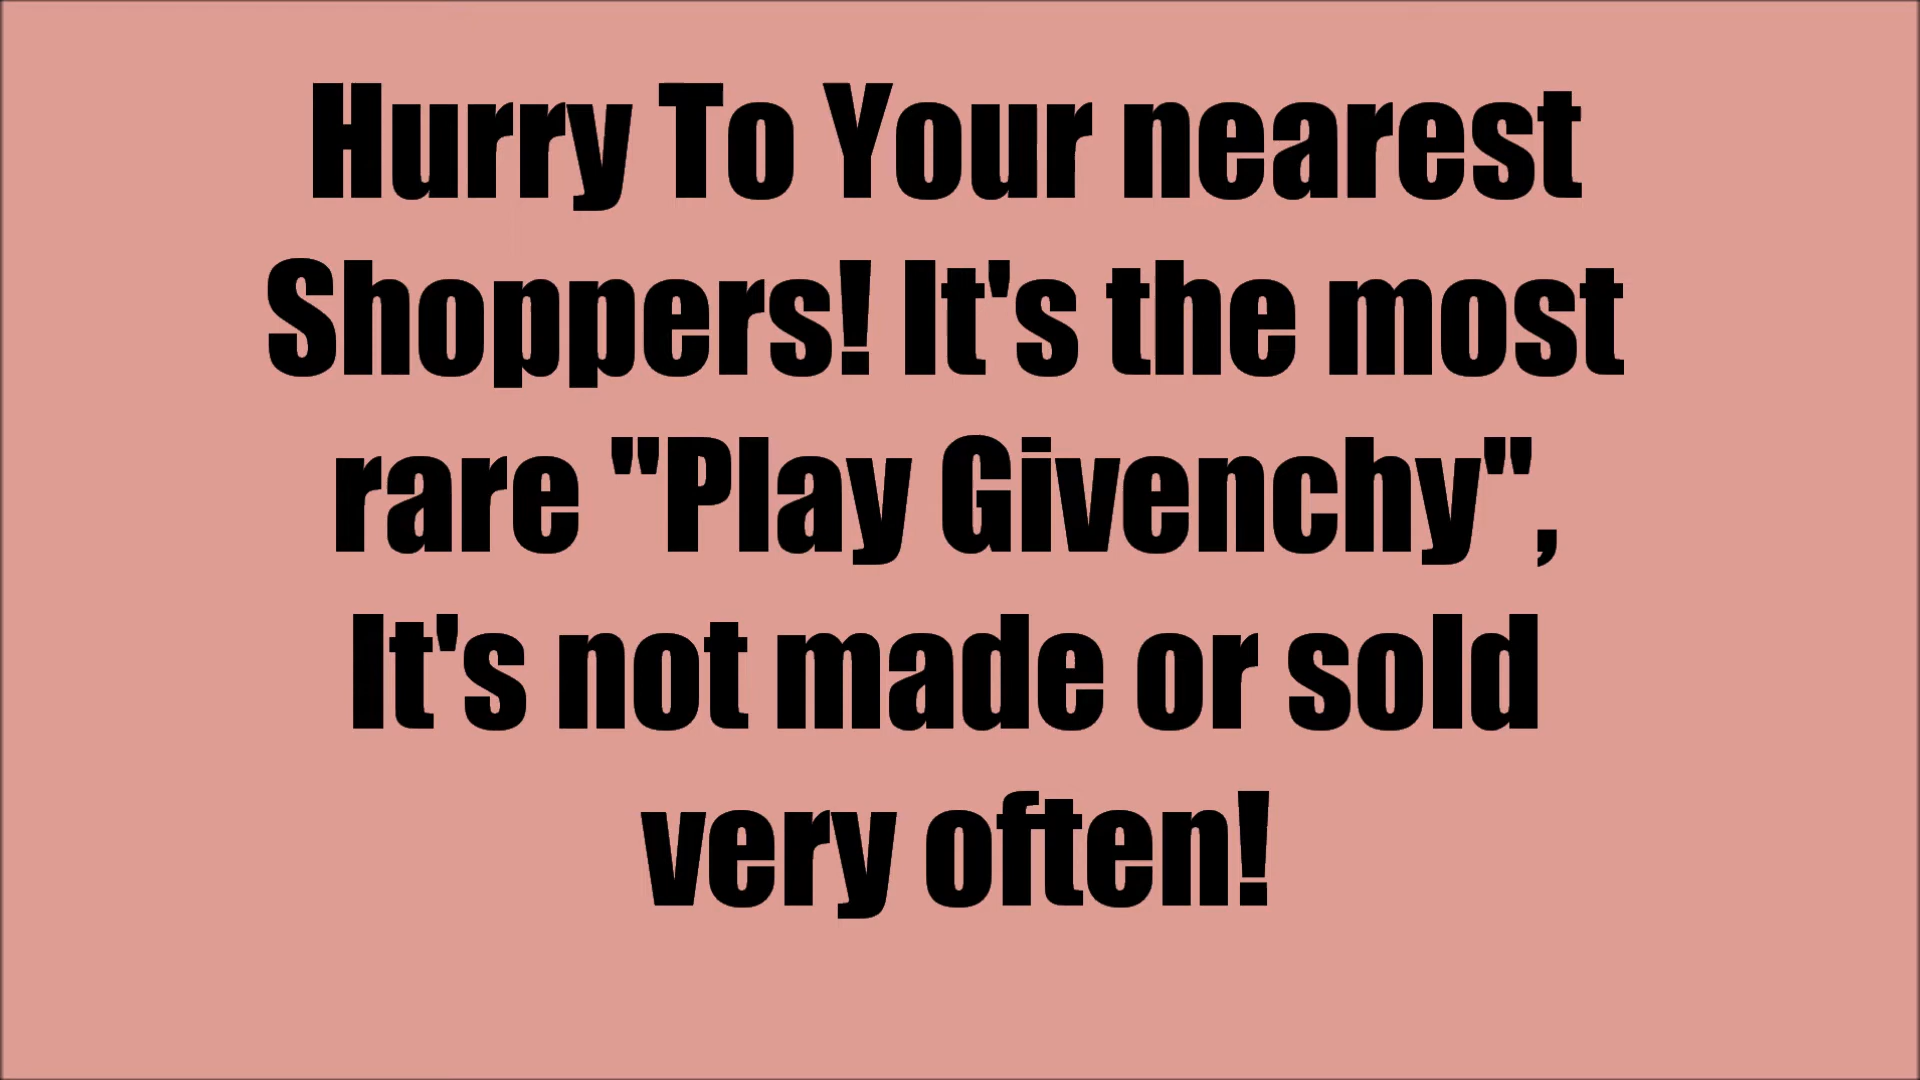 Hurry To Your nearest
Shoppers! It's the most
rare "Play Givenchy",
It's not made or sold
very often!